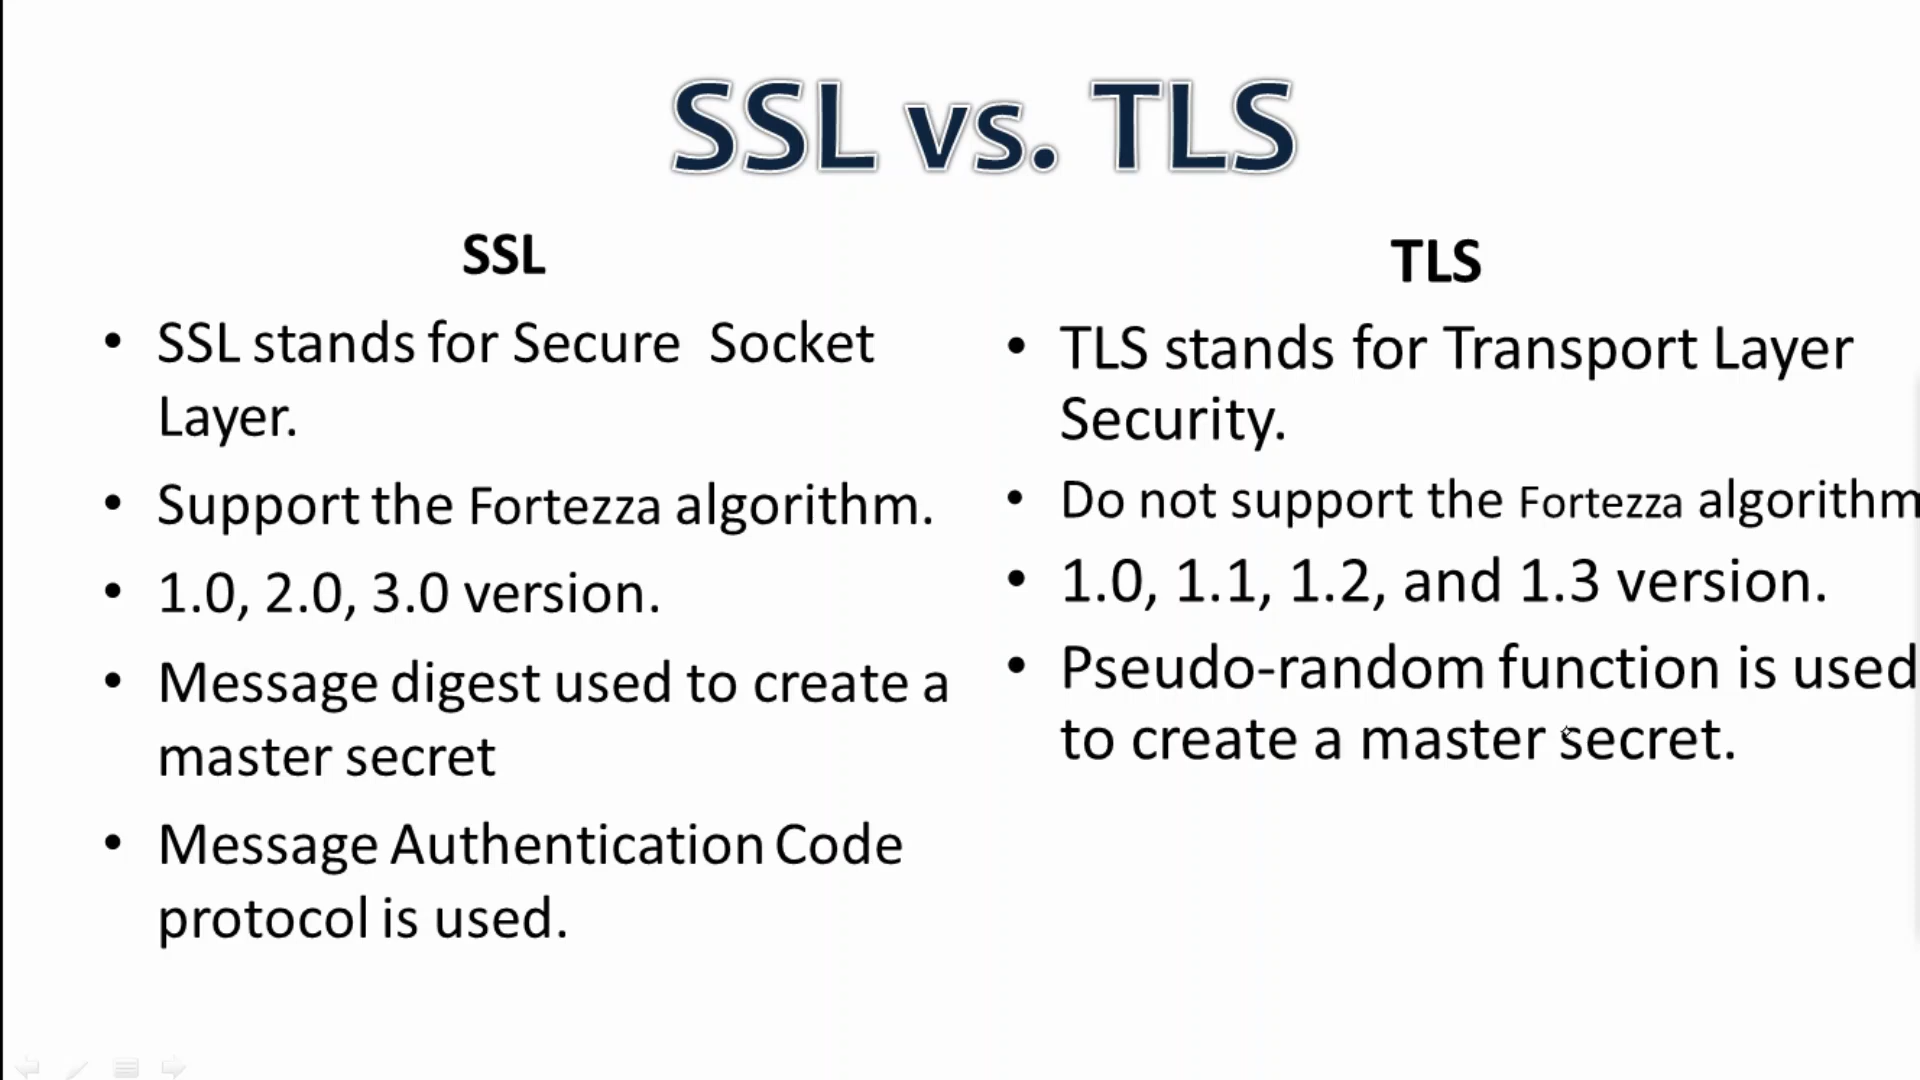 SSL vs. TLS
SSL
• SSL stands for Secure Socket
Layer.
• Support the Fortezza algorithm.
• 1.0, 2.0, 3.0 version.
• Message digest used to create a
master secret
• Message Authentication Code
protocol is used.
TLS
• TLS stands for Transport Layer
Security.
• Do not support the Fortezza algorithm
• 1.0, 1.1, 1.2, and 1.3 version.
• Pseudo-random function is used
to create a master secret.